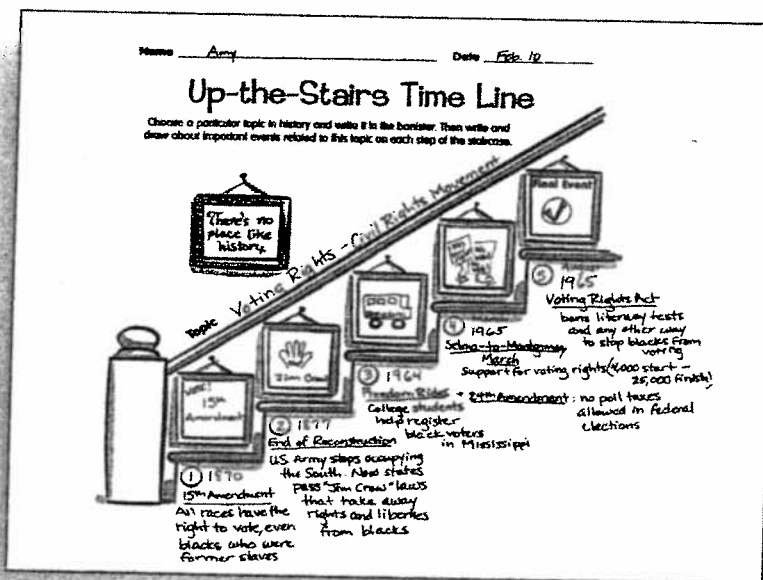 Name Amy Date Feb. 10
Up-the-Stairs Time Line
Choose a particular topic in history and write it in the banister. Then write and
draw about important events related to this topic on each step of the staircase.
There's no
place like
history.
Topic Voting Rights - Civil Rights Movement
Vote!
15th
Amendment
① 1870
15th Amendment
All races have the
right to vote, even
blacks who were
former slaves
Jim Crow
② 1877
End of Reconstruction
U.S. Army stops occupying
the South. Now states
pass "Jim Crow" laws
that take away
rights and liberties
from blacks
③ 1964
Freedom Rides
College students
help register
black voters
in Mississippi
+ 24th Amendment: no poll taxes
allowed in federal
elections
④
1965
Selma-to-Montgomery
March
Support for voting rights
start -
25,000 finish!
Final Event
⑤
1965
Voting Rights Act
bans literacy tests
and any other way
to stop blacks from
voting